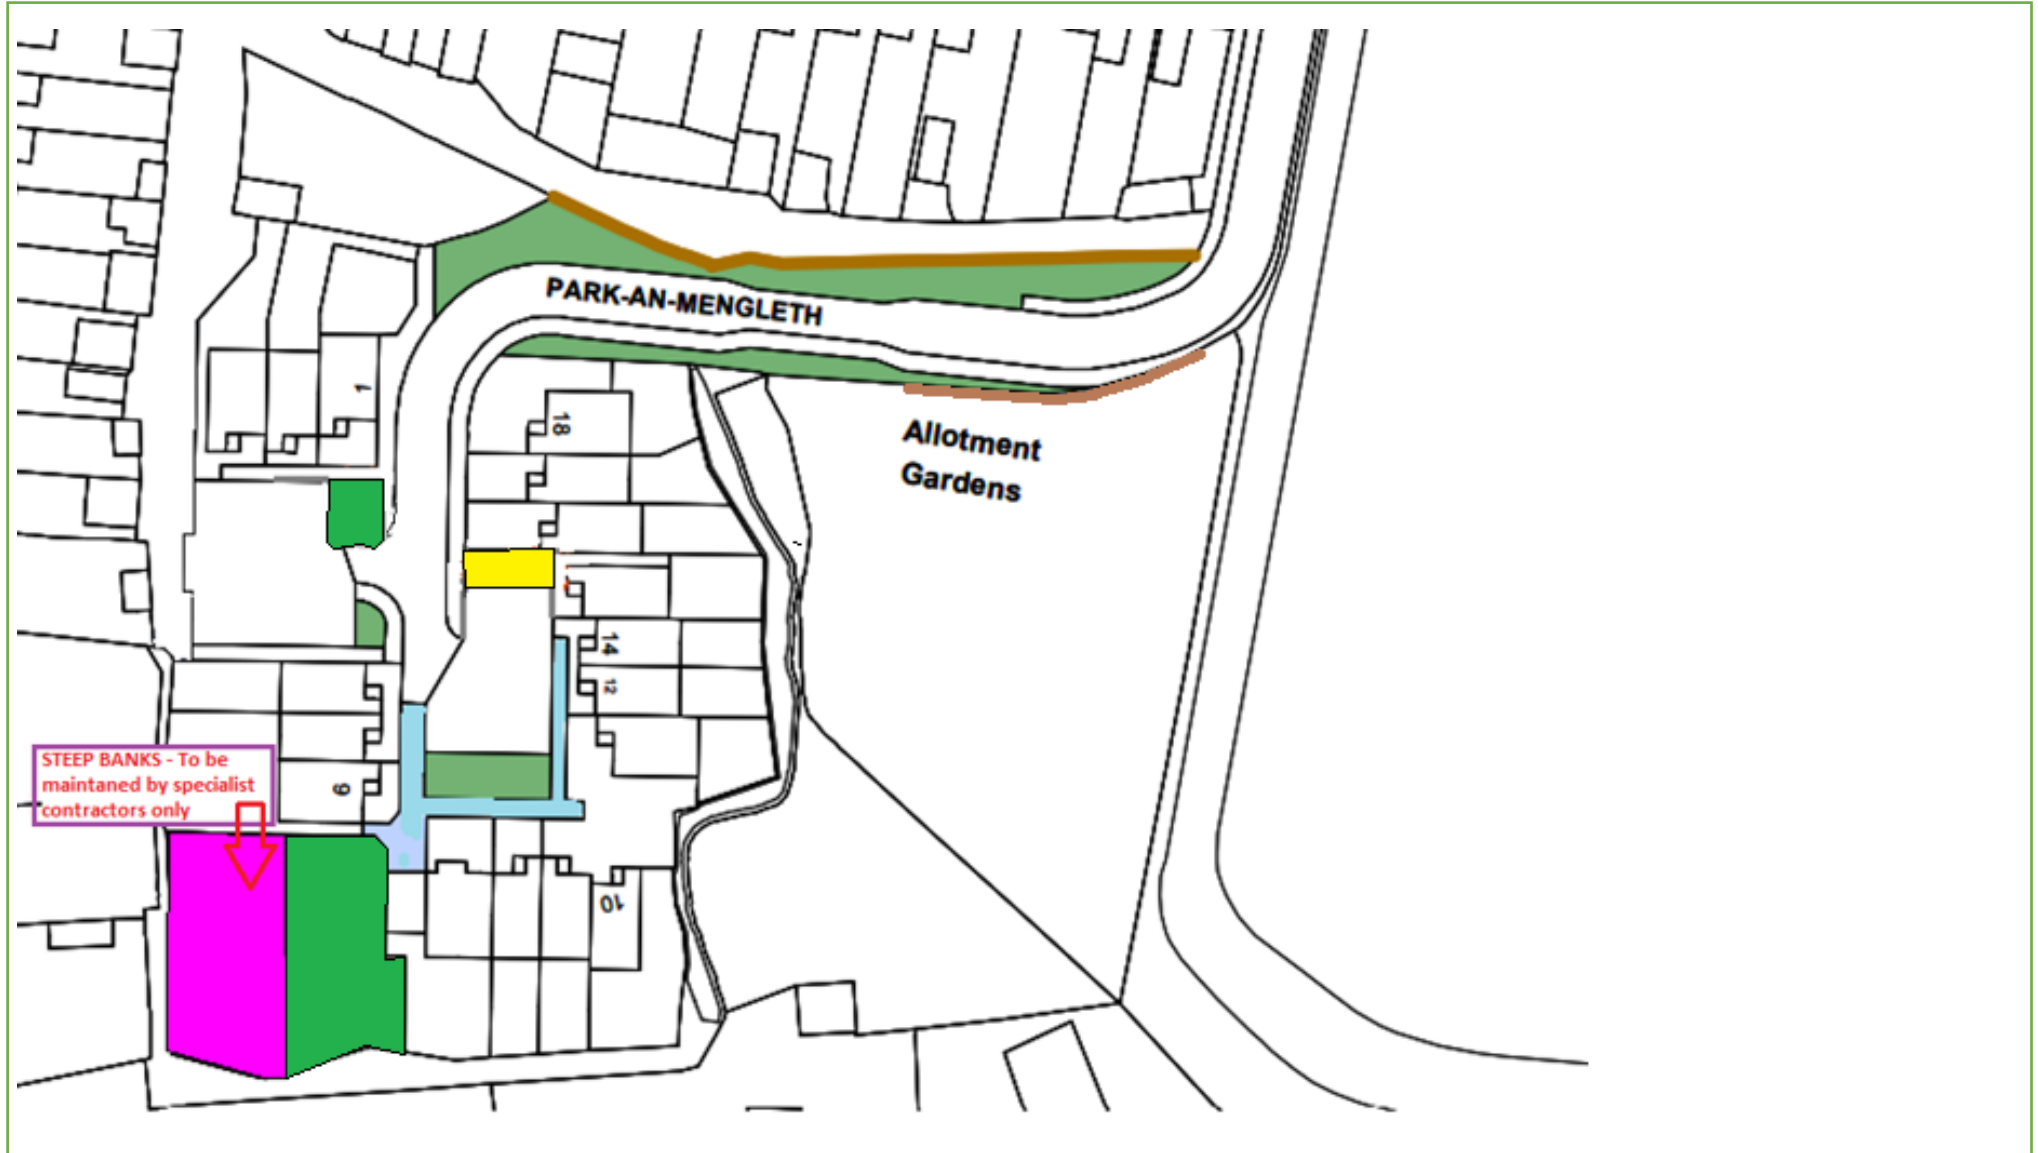 PARK-AN-MENGLETH
1
18
Allotment
Gardens
14
12
STEEP BANKS - To be
maintaned by specialist
contractors only
9
10